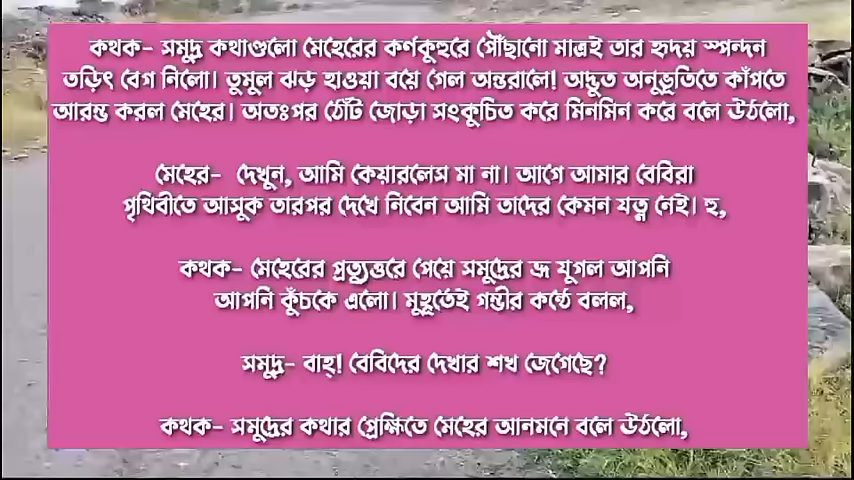 কথক- সমুদ্র কথাগুলো মেহেরের কর্ণকুহুরে পৌঁছানো মাত্রই তার হৃদয় স্পন্দন
তড়িৎ বেগ নিলো। তুমুল ঝড় হাওয়া বয়ে গেল অন্তরালে! অদ্ভুত অনুভূতিতে কাঁপতে
আরম্ভ করল মেহের। অতঃপর ঠোঁট জোড়া সংকুচিত করে মিনমিন করে বলে উঠলো,
মেহের- দেখুন, আমি কেয়ারলেস মা না। আগে আমার বেবিরা
পৃথিবীতে আসুক তারপর দেখে নিবেন আমি তাদের কেমন যত্ন নেই। হু,
কথক- মেহেরের প্রত্যুত্তরে পেয়ে সমুদ্রের ভ্রূ যুগল আপনি
আপনি কুঁচকে এলো। মুহূর্তেই গম্ভীর কন্ঠে বলল,
সমুদ্র- বাহ্! বেবিদের দেখার শখ জেগেছে?
কথক- সমুদ্রের কথার প্রেক্ষিতে মেহের আনমনে বলে উঠলো,